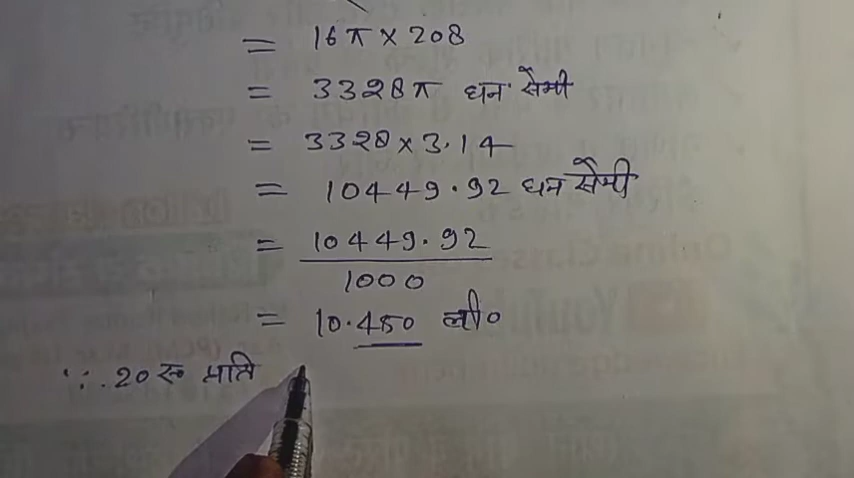 = 16π × 208
= 3328π घन सेमी
= 3328 × 3.14
= 10449.92 घन सेमी
= 10449.92
1000
= 10.450 ली०
∵ 20 रु प्रति